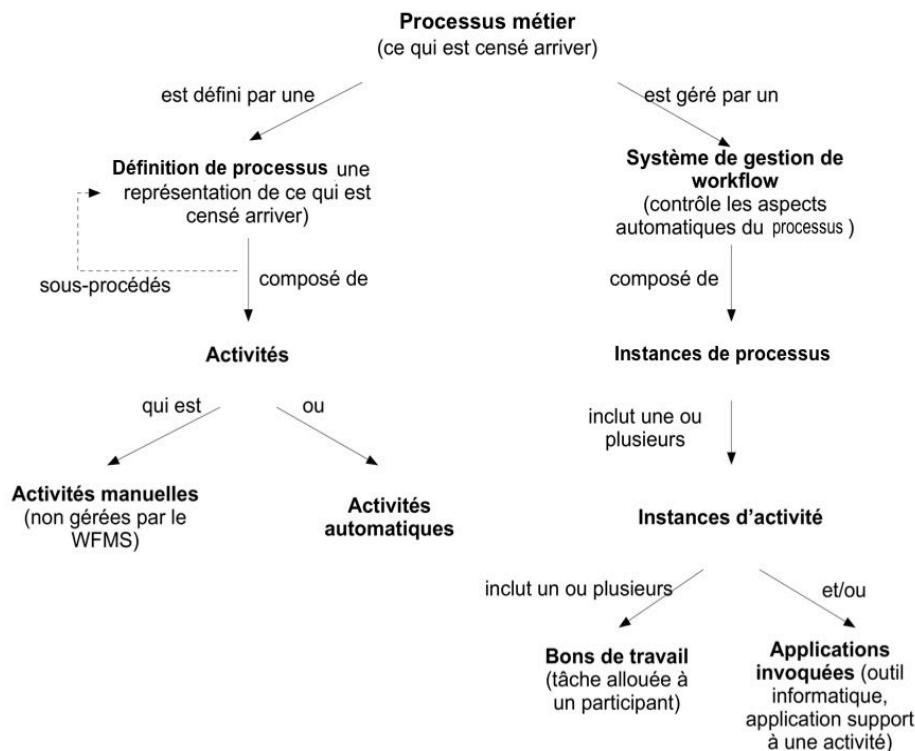 Processus métier
(ce qui est censé arriver)
est défini par une
est géré par un
Définition de processus une
représentation de ce qui est
censé arriver)
Système de gestion de
workflow
(contrôle les aspects
automatiques du processus )
sous-procédés
composé de
composé de
Activités
Instances de processus
qui est
ou
inclut une ou
plusieurs
Activités manuelles
(non gérées par le
WFMS)
Activités
automatiques
Instances d’activité
inclut un ou plusieurs
et/ou
Bons de travail
(tâche allouée à
un participant)
Applications
invoquées (outil
informatique,
application support
à une activité)